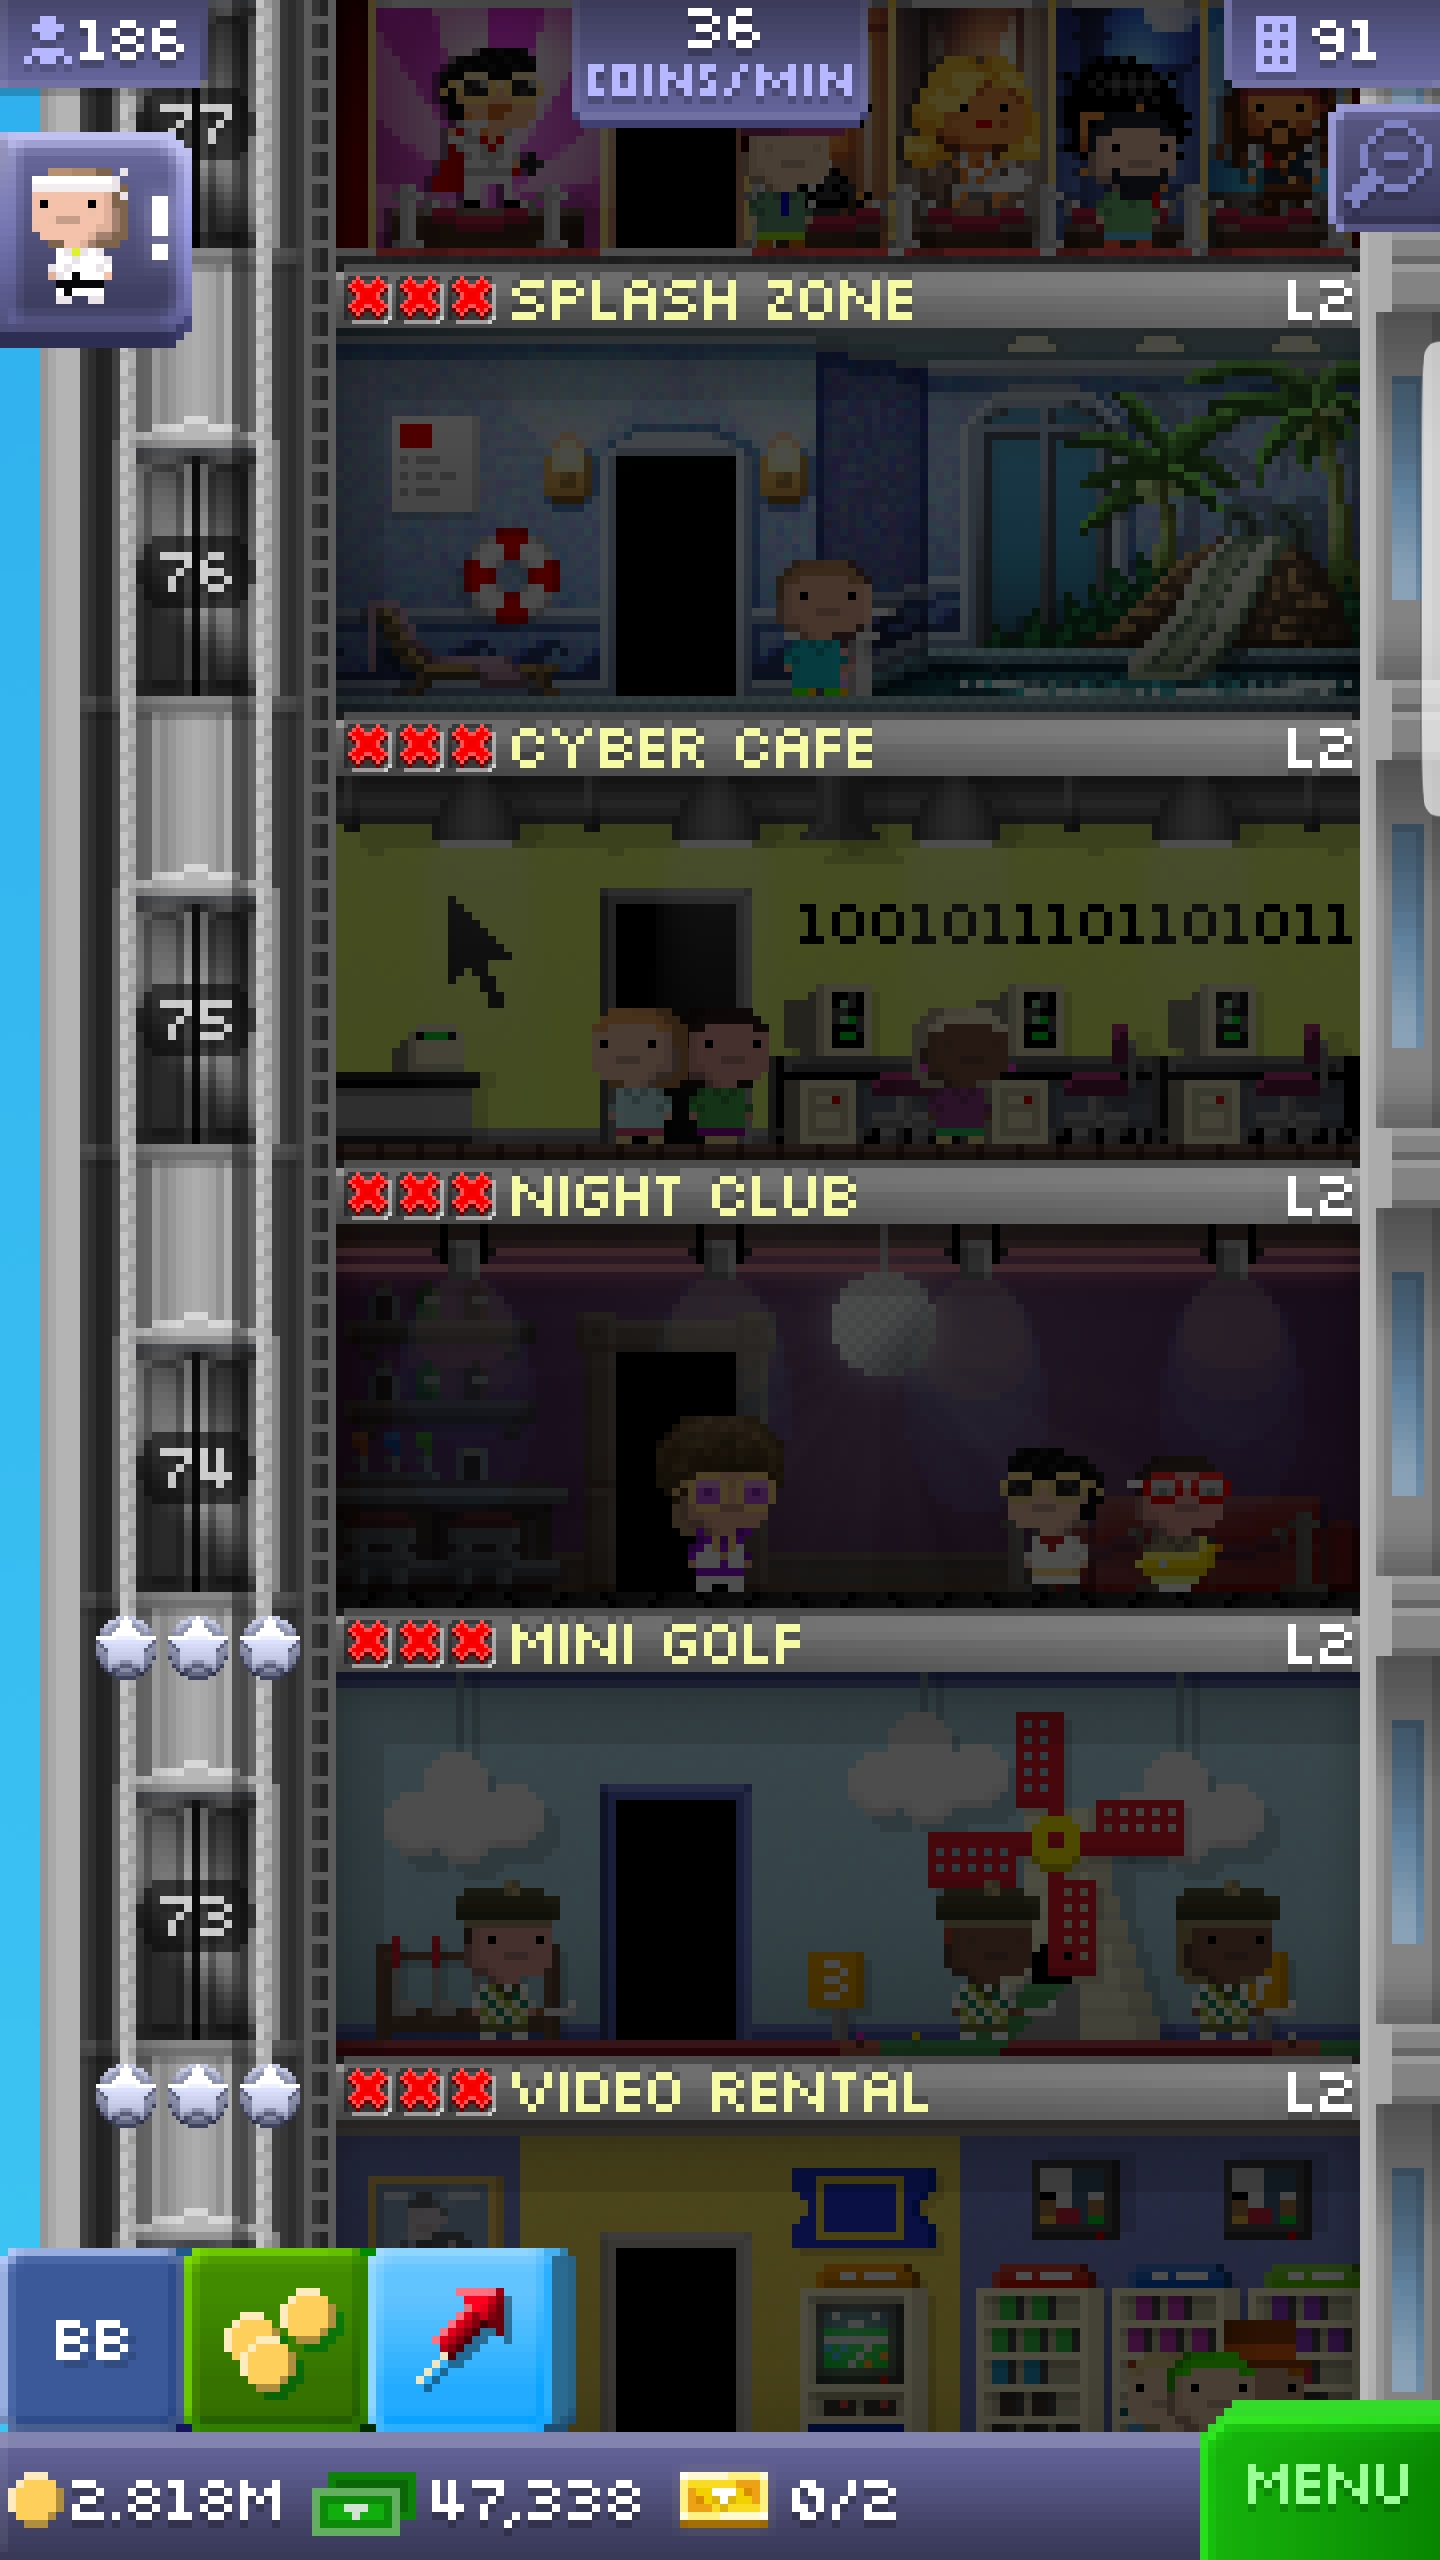 186
36
COINS/MIN
91
77
!
SPLASH ZONE L2
76
CYBER CAFE L2
1001011101101011
75
NIGHT CLUB L2
74
MINI GOLF L2
73
3
VIDEO RENTAL L2
BB
2.818M 47,338 0/2
MENU